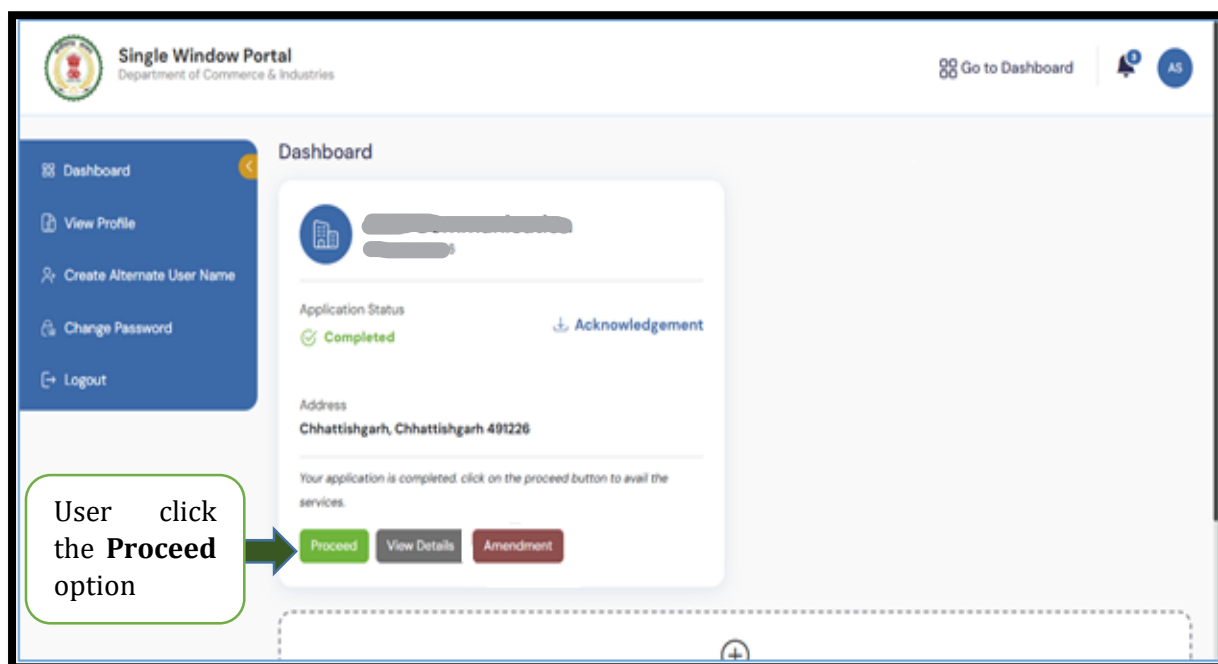 Single Window Portal
Department of Commerce & Industries
Go to Dashboard
3
AS
Dashboard
View Profile
Create Alternate User Name
Change Password
Logout
Dashboard
6
Application Status
Completed
Acknowledgement
Address
Chhattishgarh, Chhattishgarh 491226
Your application is completed. click on the proceed button to avail the
services.
Proceed
View Details
Amendment
User click
the Proceed
option